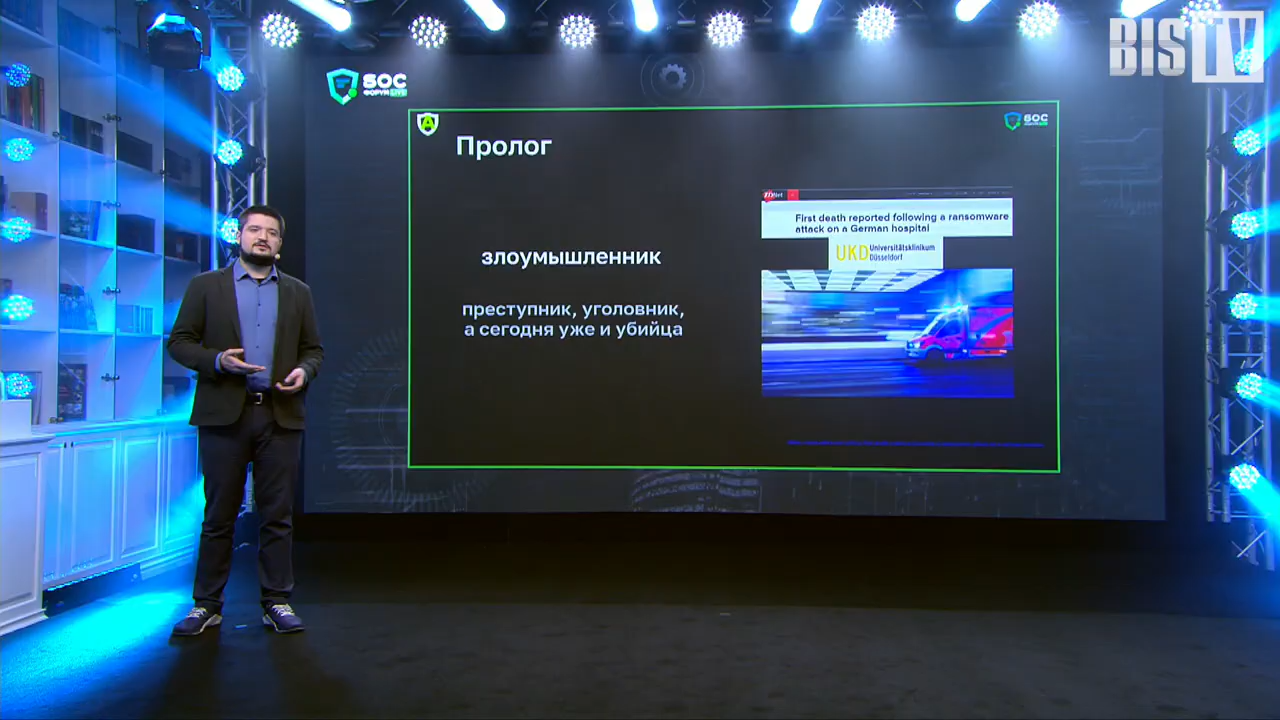 BIS TV
SOC
ФОРУМ LIVE
SOC
Пролог
ZDNet
First death reported following a ransomware
attack on a German hospital
UKD Universitätsklinikum
Düsseldorf
злоумышленник
преступник, уголовник,
а сегодня уже и убийца